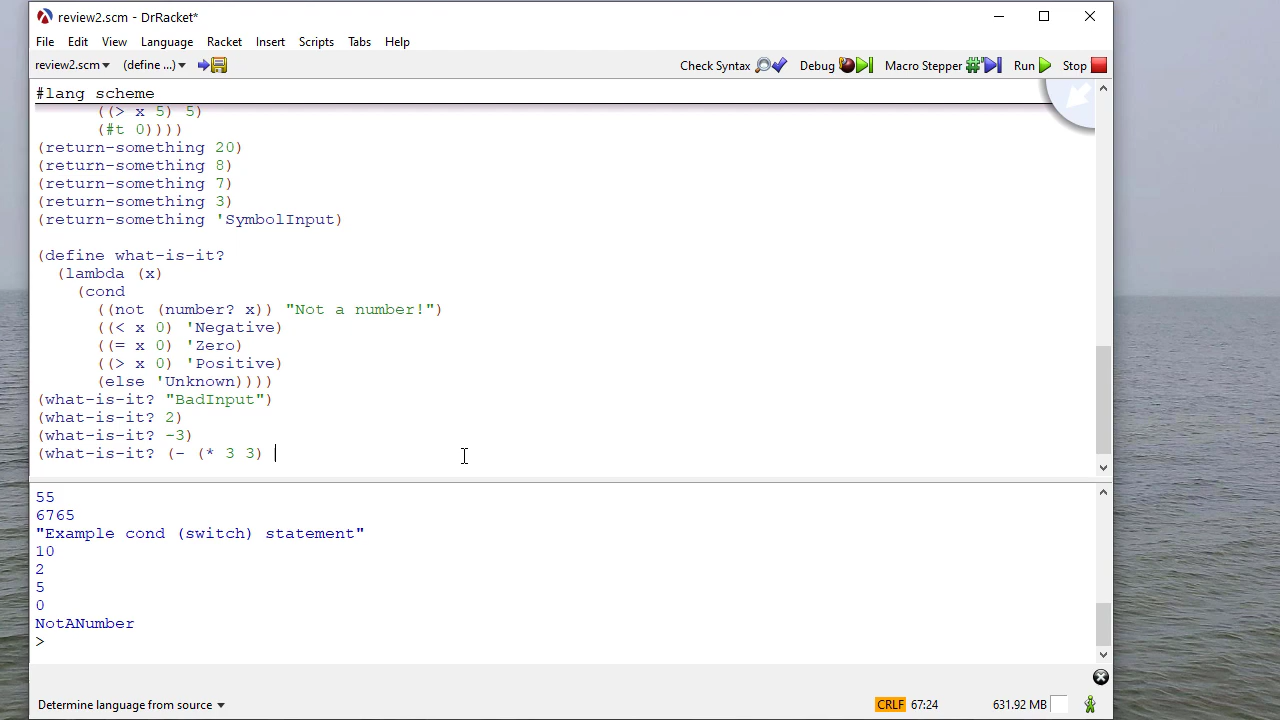 review2.scm - DrRacket*
File Edit View Language Racket Insert Scripts Tabs Help
review2.scm (define ...) Check Syntax Debug Macro Stepper Run Stop
#lang scheme
((> x 5) 5)
(#t 0))))
(return-something 20)
(return-something 8)
(return-something 7)
(return-something 3)
(return-something 'SymbolInput)
(define what-is-it?
(lambda (x)
(cond
((not (number? x)) "Not a number!")
((< x 0) 'Negative)
((= x 0) 'Zero)
((> x 0) 'Positive)
(else 'Unknown))))
(what-is-it? "BadInput")
(what-is-it? 2)
(what-is-it? -3)
(what-is-it? (- (* 3 3)
55
6765
"Example cond (switch) statement"
10
2
5
0
NotANumber
>
Determine language from source CRLF 67:24 631.92 MB